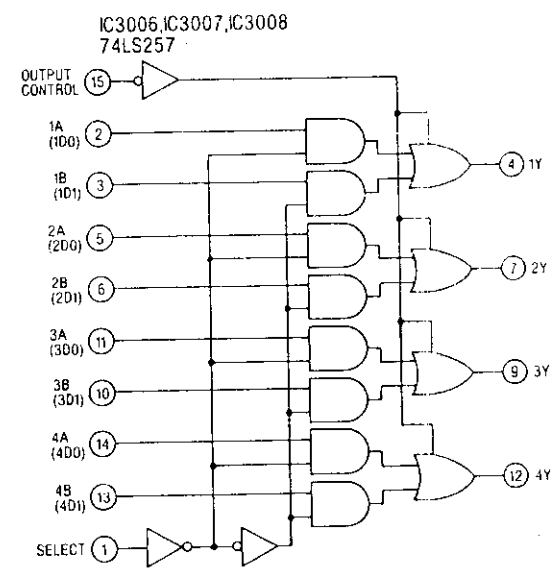 IC3006,IC3007,IC3008
74LS257
OUTPUT
CONTROL 15
1A
(1D0) 2
1B
(1D1) 3
4 1Y
2A
(2D0) 5
2B
(2D1) 6
7 2Y
3A
(3D0) 11
3B
(3D1) 10
9 3Y
4A
(4D0) 14
4B
(4D1) 13
12 4Y
SELECT 1